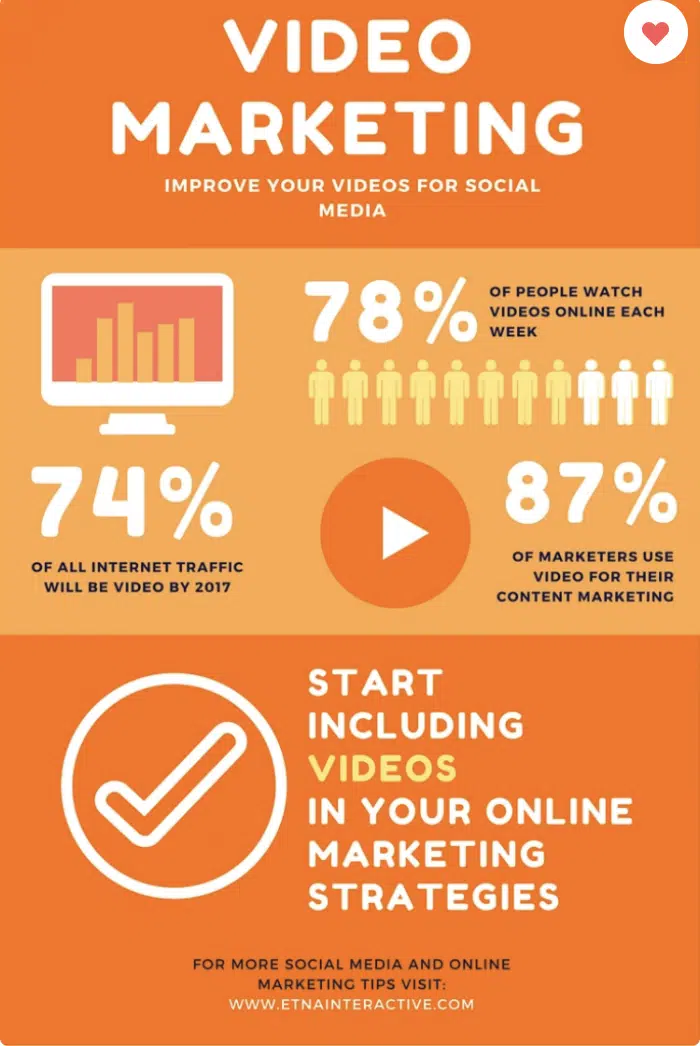 VIDEO
MARKETING
IMPROVE YOUR VIDEOS FOR SOCIAL
MEDIA
78%
OF PEOPLE WATCH
VIDEOS ONLINE EACH
WEEK
74%
OF ALL INTERNET TRAFFIC
WILL BE VIDEO BY 2017
87%
OF MARKETERS USE
VIDEO FOR THEIR
CONTENT MARKETING
START
INCLUDING
VIDEOS
IN YOUR ONLINE
MARKETING
STRATEGIES
FOR MORE SOCIAL MEDIA AND ONLINE
MARKETING TIPS VISIT:
WWW.ETNAINTERACTIVE.COM